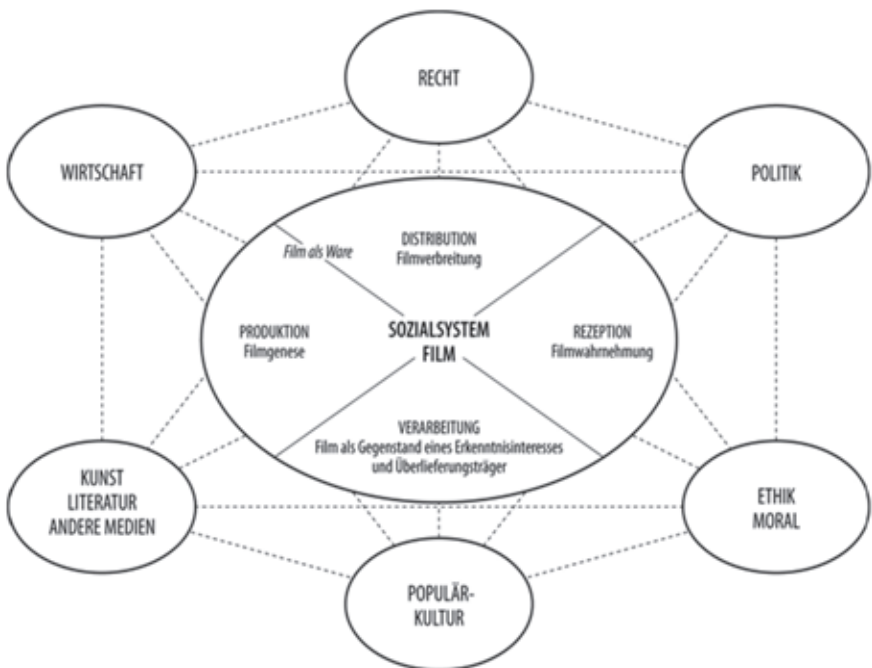 RECHT
WIRTSCHAFT
POLITIK
Film als Ware
DISTRIBUTION
Filmverbreitung
PRODUKTION
Filmgenese
SOZIALSYSTEM
FILM
REZEPTION
Filmwahrnehmung
VERARBEITUNG
Film als Gegenstand eines Erkenntnisinteresses
und Überlieferungsträger
KUNST
LITERATUR
ANDERE MEDIEN
ETHIK
MORAL
POPULÄR-
KULTUR